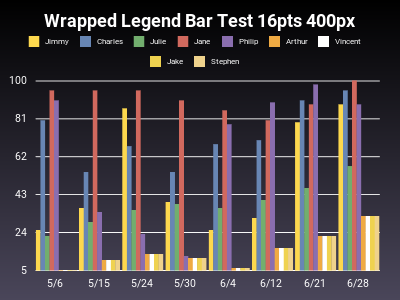 Wrapped Legend Bar Test 16pts 400px
Jimmy Charles Julie Jane Philip Arthur Vincent
Jake Stephen
100
81
62
43
24
5
5/6 5/15 5/24 5/30 6/4 6/12 6/21 6/28